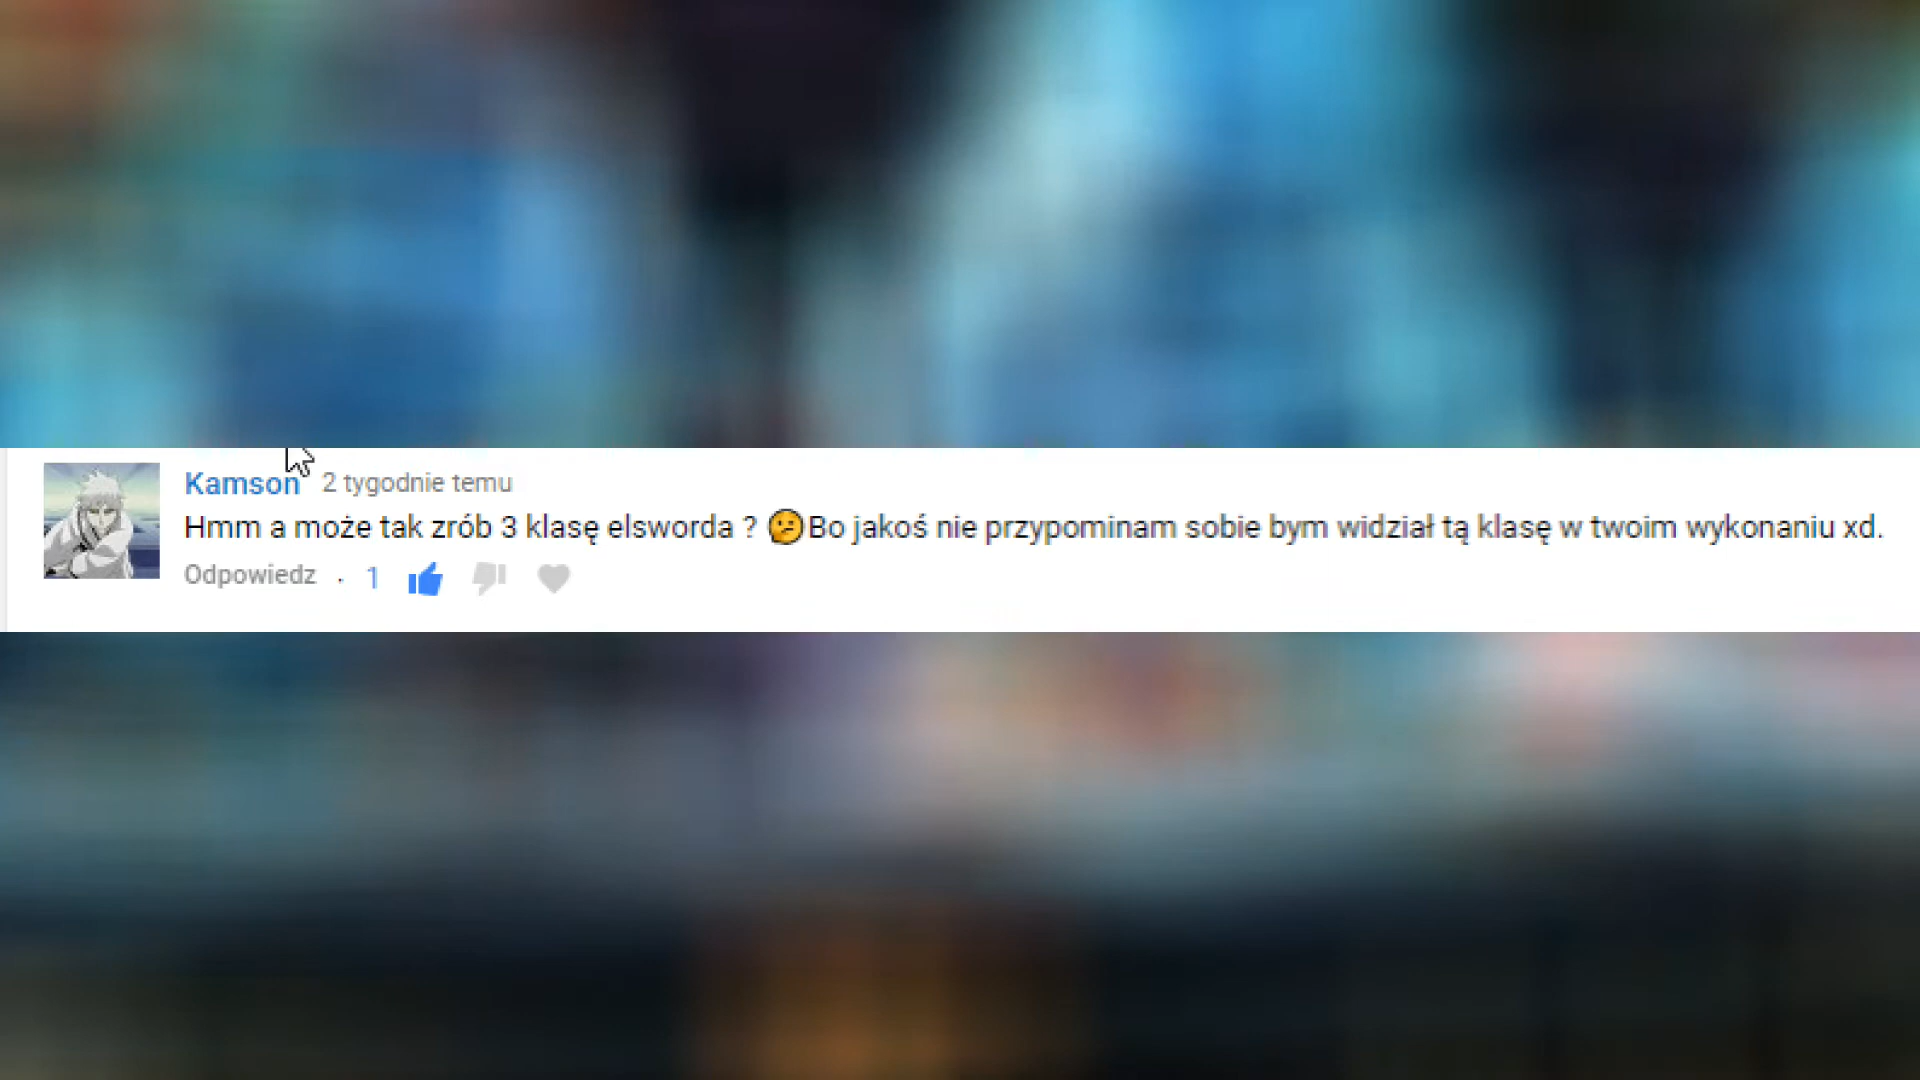 Kamson 2 tygodnie temu
Hmm a może tak zrób 3 klasę elsworda ? 🫤Bo jakoś nie przypominam sobie bym widział tą klasę w twoim wykonaniu xd.
Odpowiedz · 1